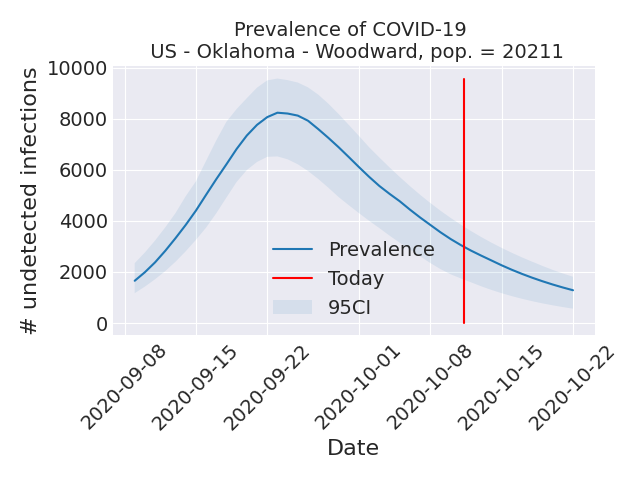 Prevalence of COVID-19
US - Oklahoma - Woodward, pop. = 20211
# undetected infections
10000
8000
6000
4000
2000
0
Prevalence
Today
95CI
2020-09-08
2020-09-15
2020-09-22
2020-10-01
2020-10-08
2020-10-15
2020-10-22
Date